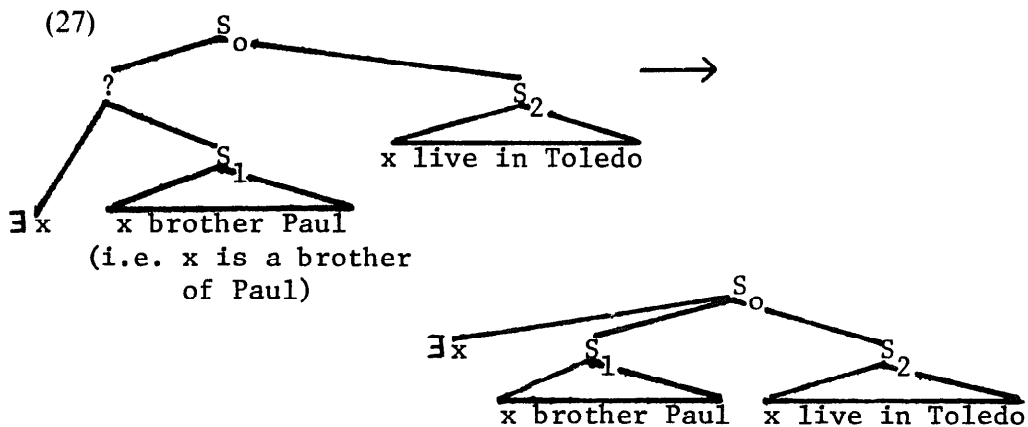 (27)
S₀
?
S₂
x live in Toledo
S₁
∃x
x brother Paul
(i.e. x is a brother
of Paul)
S₀
∃x
S₁
S₂
x brother Paul
x live in Toledo